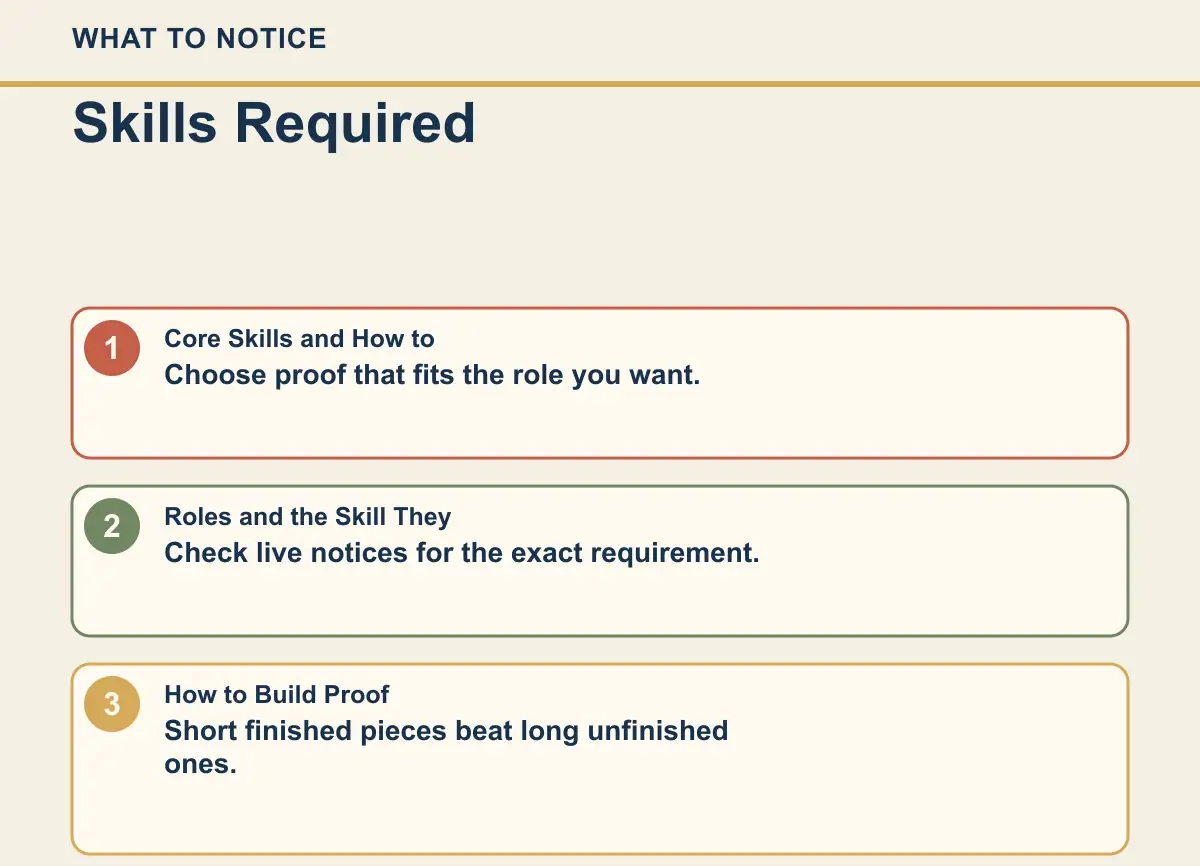 WHAT TO NOTICE
Skills Required
1
Core Skills and How to
Choose proof that fits the role you want.
2
Roles and the Skill They
Check live notices for the exact requirement.
3
How to Build Proof
Short finished pieces beat long unfinished
ones.